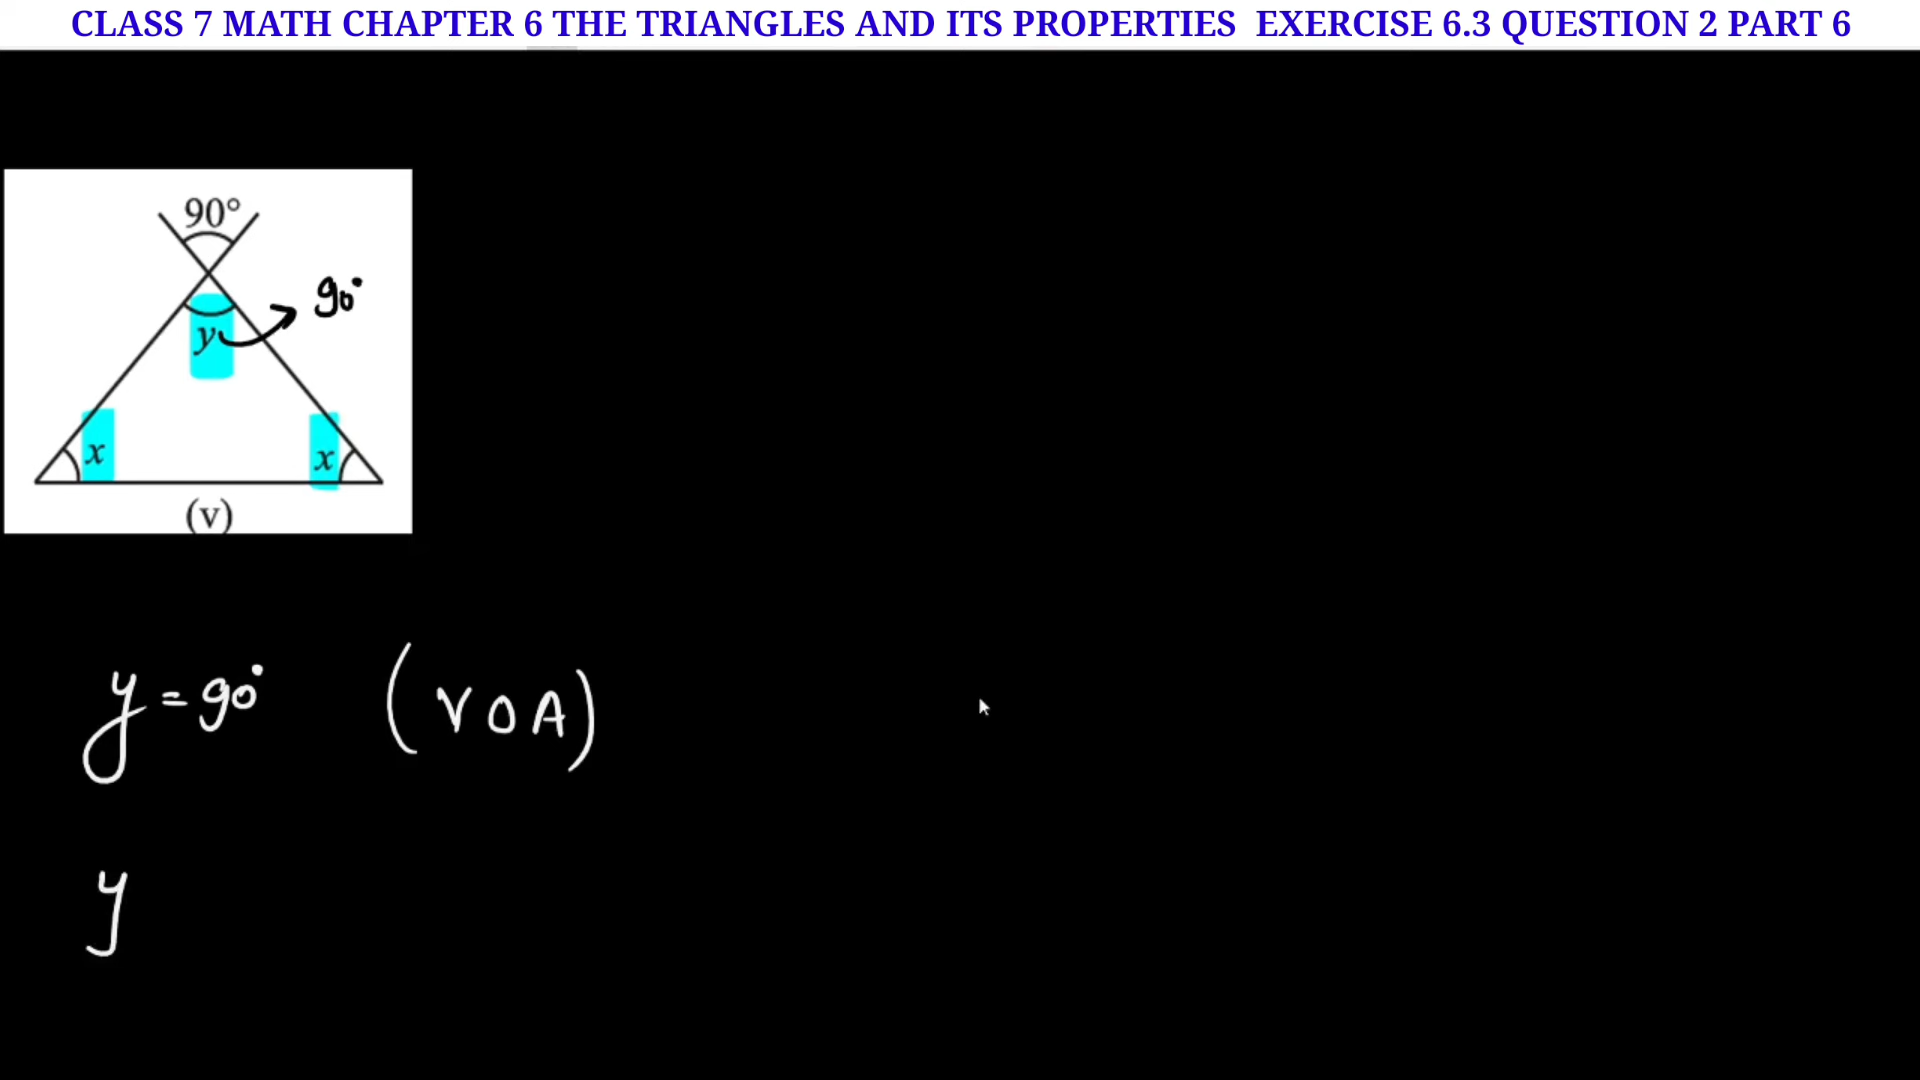 CLASS 7 MATH CHAPTER 6 THE TRIANGLES AND ITS PROPERTIES EXERCISE 6.3 QUESTION 2 PART 6
90°
90°
y
x
x
(v)
y = 90° (VOA)
y